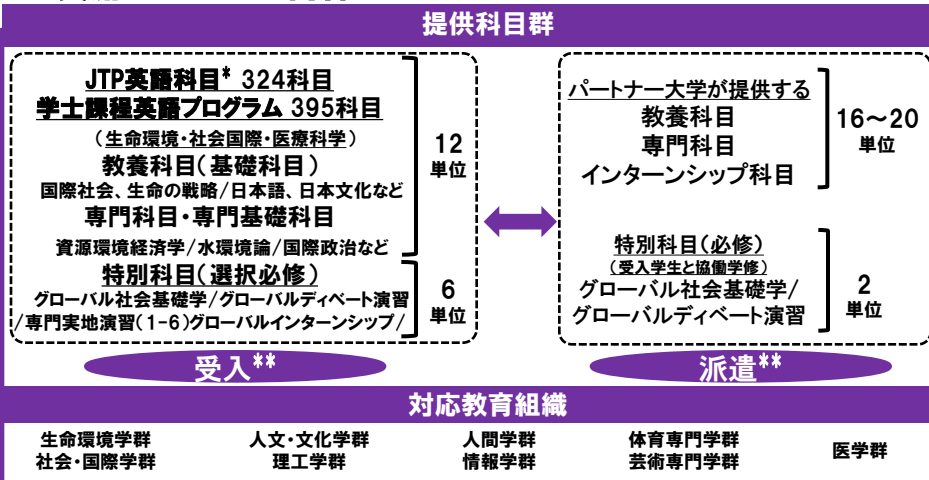 提供科目群
JTP英語科目* 324科目
学士課程英語プログラム 395科目
（生命環境・社会国際・医療科学）
教養科目（基礎科目）
国際社会、生命の戦略/日本語、日本文化など
専門科目・専門基礎科目
資源環境経済学/水環境論/国際政治など
12
単位
特別科目（選択必修）
グローバル社会基礎学/グローバルディベート演習
/専門実地演習（1-6）グローバルインターンシップ/
6
単位
受入**
パートナー大学が提供する
教養科目
専門科目
インターンシップ科目
16～20
単位
特別科目（必修）
（受入学生と協働学修）
グローバル社会基礎学/
グローバルディベート演習
2
単位
派遣**
対応教育組織
生命環境学群 人文・文化学群 人間学群 体育専門学群 医学群
社会・国際学群 理工学群 情報学群 芸術専門学群